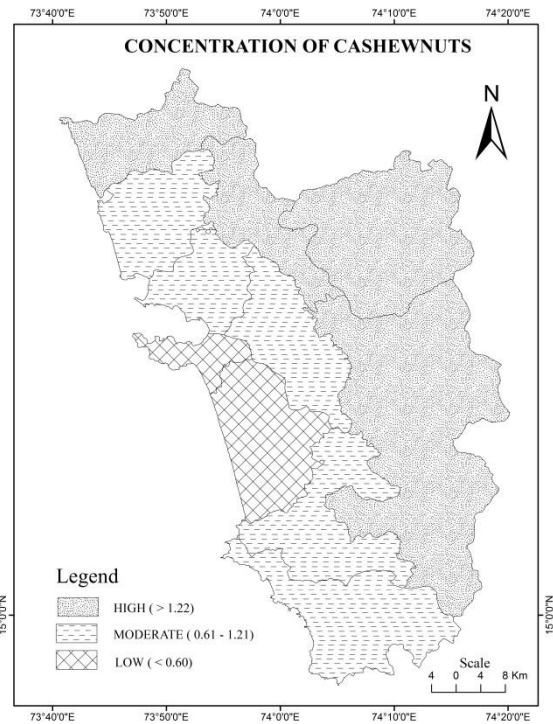 73°40'0"E 73°50'0"E 74°0'0"E 74°10'0"E 74°20'0"E
CONCENTRATION OF CASHEWNUTS
N
Legend
HIGH ( > 1.22)
MODERATE ( 0.61 - 1.21)
LOW ( < 0.60)
Scale
4 0 4 8 Km
15°0'0"N 15°0'0"N
73°40'0"E 73°50'0"E 74°0'0"E 74°10'0"E 74°20'0"E